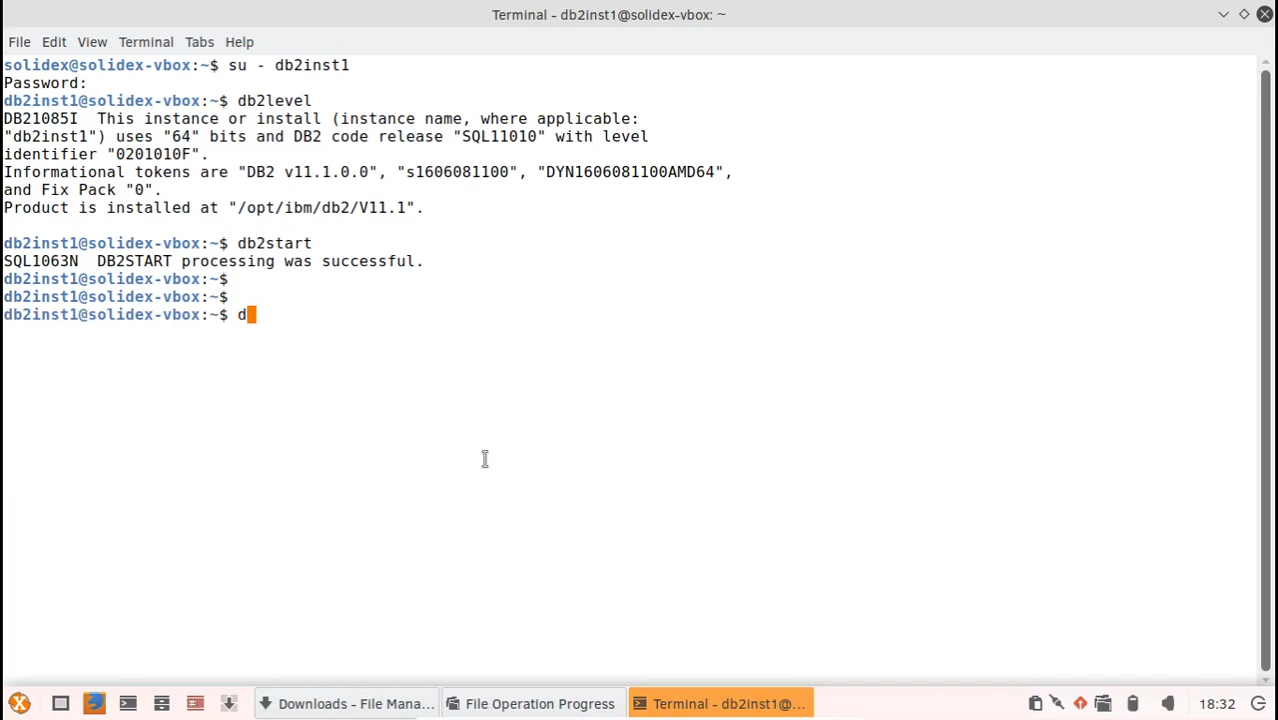 Terminal - db2inst1@solidex-vbox: ~
File Edit View Terminal Tabs Help
solidex@solidex-vbox:~$ su - db2inst1
Password:
db2inst1@solidex-vbox:~$ db2level
DB21085I  This instance or install (instance name, where applicable:
"db2inst1") uses "64" bits and DB2 code release "SQL11010" with level
identifier "0201010F".
Informational tokens are "DB2 v11.1.0.0", "s1606081100", "DYN1606081100AMD64",
and Fix Pack "0".
Product is installed at "/opt/ibm/db2/V11.1".
db2inst1@solidex-vbox:~$ db2start
SQL1063N  DB2START processing was successful.
db2inst1@solidex-vbox:~$
db2inst1@solidex-vbox:~$
db2inst1@solidex-vbox:~$ d
Downloads - File Mana... File Operation Progress Terminal - db2inst1@... 18:32